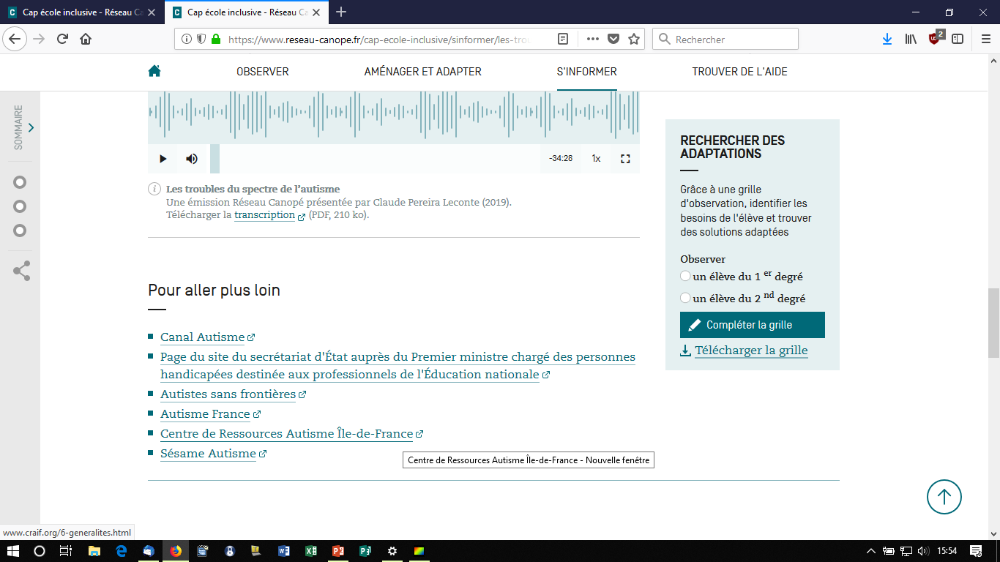 Cap école inclusive - Réseau Ca
Cap école inclusive - Réseau Ca
https://www.reseau-canope.fr/cap-ecole-inclusive/sinformer/les-trou
Rechercher
2
OBSERVER
AMÉNAGER ET ADAPTER
S'INFORMER
TROUVER DE L'AIDE
SOMMAIRE
-34:28
1x
Les troubles du spectre de l'autisme
Une émission Réseau Canopé présentée par Claude Pereira Leconte (2019).
Télécharger la transcription (PDF, 210 ko).
Pour aller plus loin
Canal Autisme
Page du site du secrétariat d'État auprès du Premier ministre chargé des personnes
handicapées destinée aux professionnels de l'Éducation nationale
Autistes sans frontières
Autisme France
Centre de Ressources Autisme Île-de-France
Sésame Autisme
Centre de Ressources Autisme Île-de-France - Nouvelle fenêtre
RECHERCHER DES
ADAPTATIONS
Grâce à une grille
d'observation, identifier les
besoins de l'élève et trouver
des solutions adaptées
Observer
un élève du 1 er degré
un élève du 2 nd degré
Compléter la grille
Télécharger la grille
www.craif.org/6-generalites.html
15:54